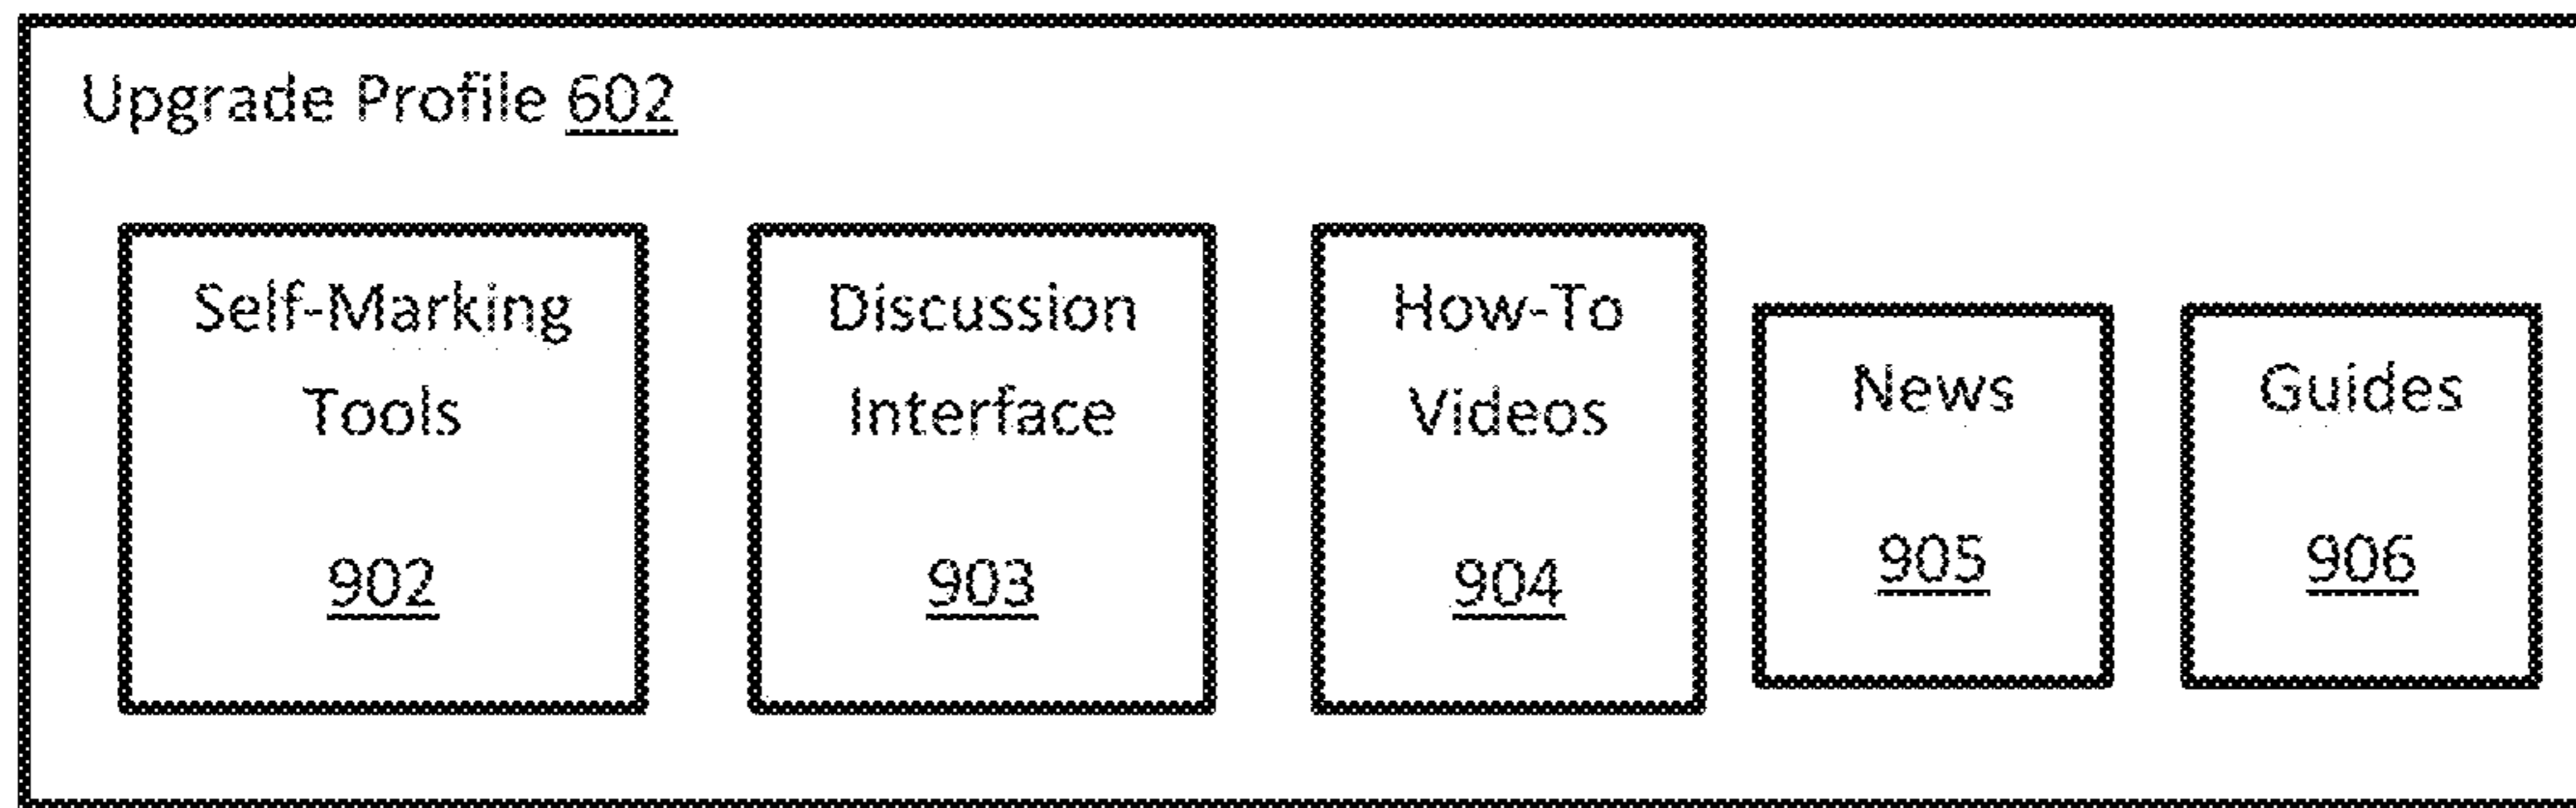 Upgrade Profile 602
Self-Marking
Tools
902
Discussion
Interface
903
How-To
Videos
904
News
905
Guides
906